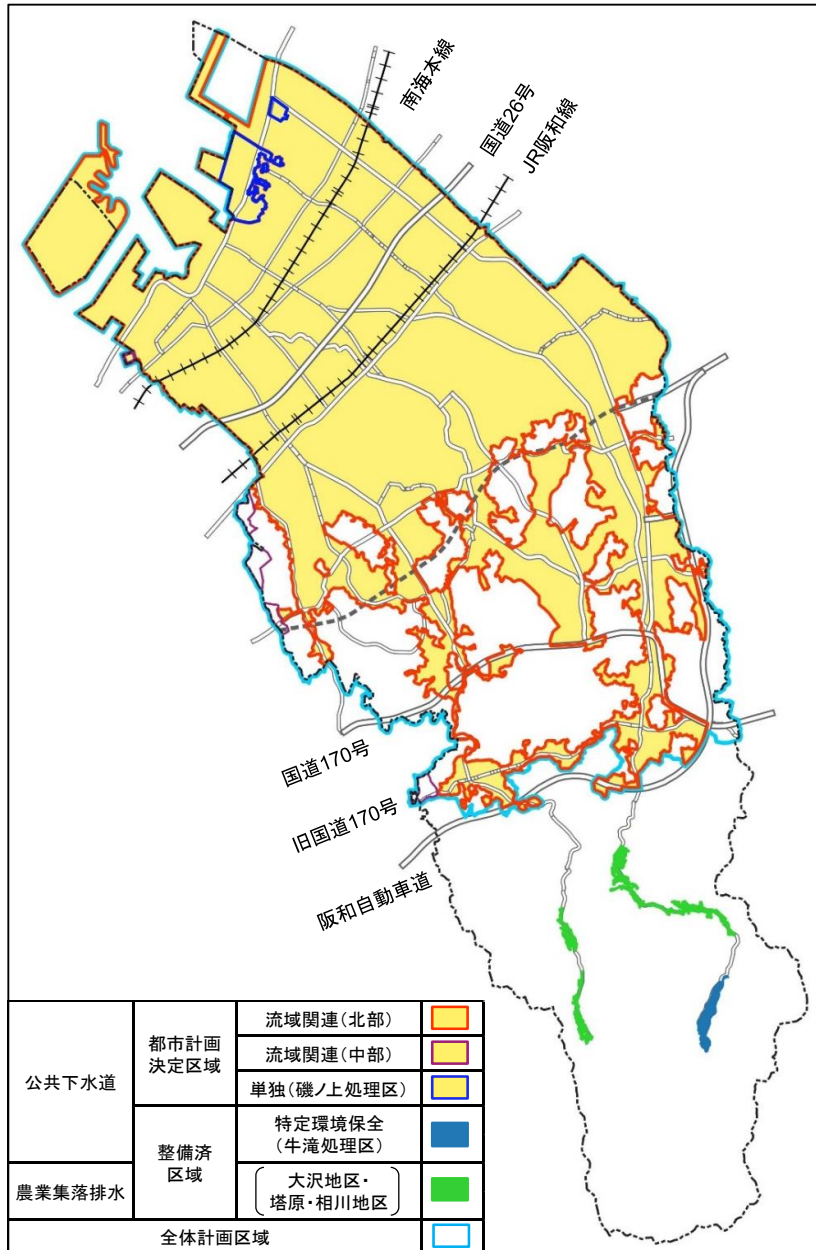 南海本線
国道26号
JR阪和線
国道170号
旧国道170号
阪和自動車道
公共下水道
都市計画
決定区域
流域関連(北部)
流域関連(中部)
単独(磯ノ上処理区)
整備済
区域
特定環境保全
(牛滝処理区)
農業集落排水
大沢地区・
塔原・相川地区
全体計画区域